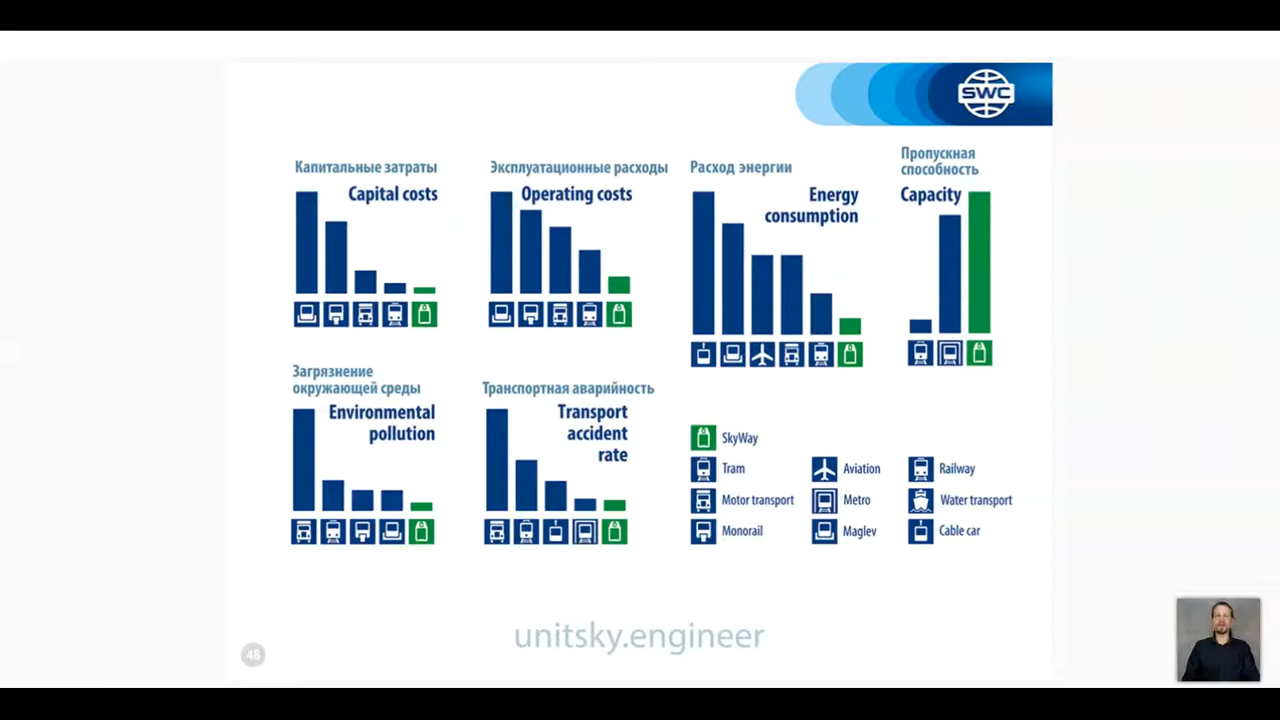 SWC
Капитальные затраты
Capital costs
Эксплуатационные расходы
Operating costs
Расход энергии
Energy
consumption
Пропускная
способность
Capacity
Загрязнение
окружающей среды
Environmental
pollution
Транспортная аварийность
Transport
accident
rate
SkyWay
Tram
Aviation
Railway
Motor transport
Metro
Water transport
Monorail
Maglev
Cable car
unitsky.engineer
48